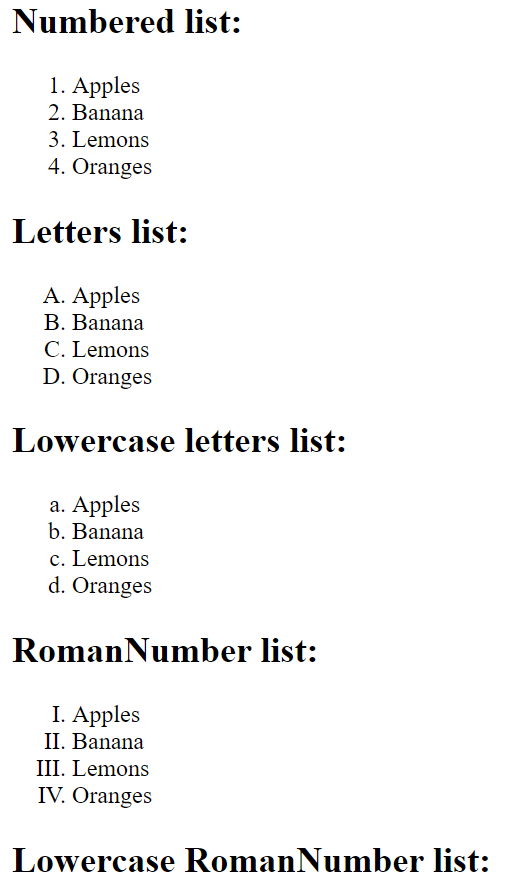 Numbered list:
1. Apples
2. Banana
3. Lemons
4. Oranges
Letters list:
A. Apples
B. Banana
C. Lemons
D. Oranges
Lowercase letters list:
a. Apples
b. Banana
c. Lemons
d. Oranges
RomanNumber list:
I. Apples
II. Banana
III. Lemons
IV. Oranges
Lowercase RomanNumber list: